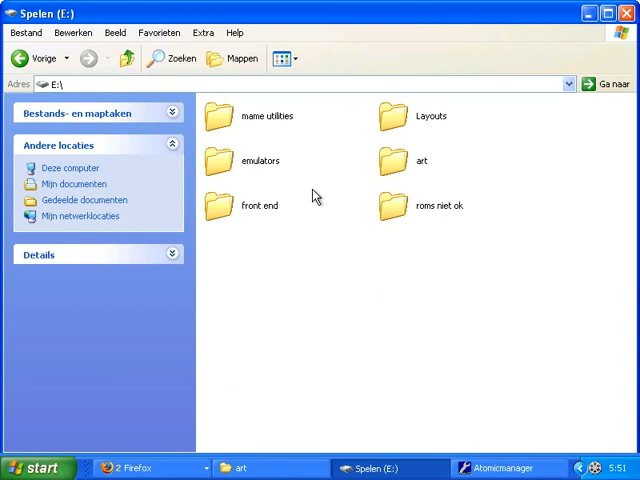 Spelen (E:)
Bestand Bewerken Beeld Favorieten Extra Help
Vorige Zoeken Mappen
Adres E:\ Ga naar
Bestands- en maptaken
Andere locaties
Deze computer
Mijn documenten
Gedeelde documenten
Mijn netwerklocaties
Details
mame utilities Layouts
emulators art
front end roms niet ok
start 2 Firefox art Spelen (E:) Atomicmanager 5:51